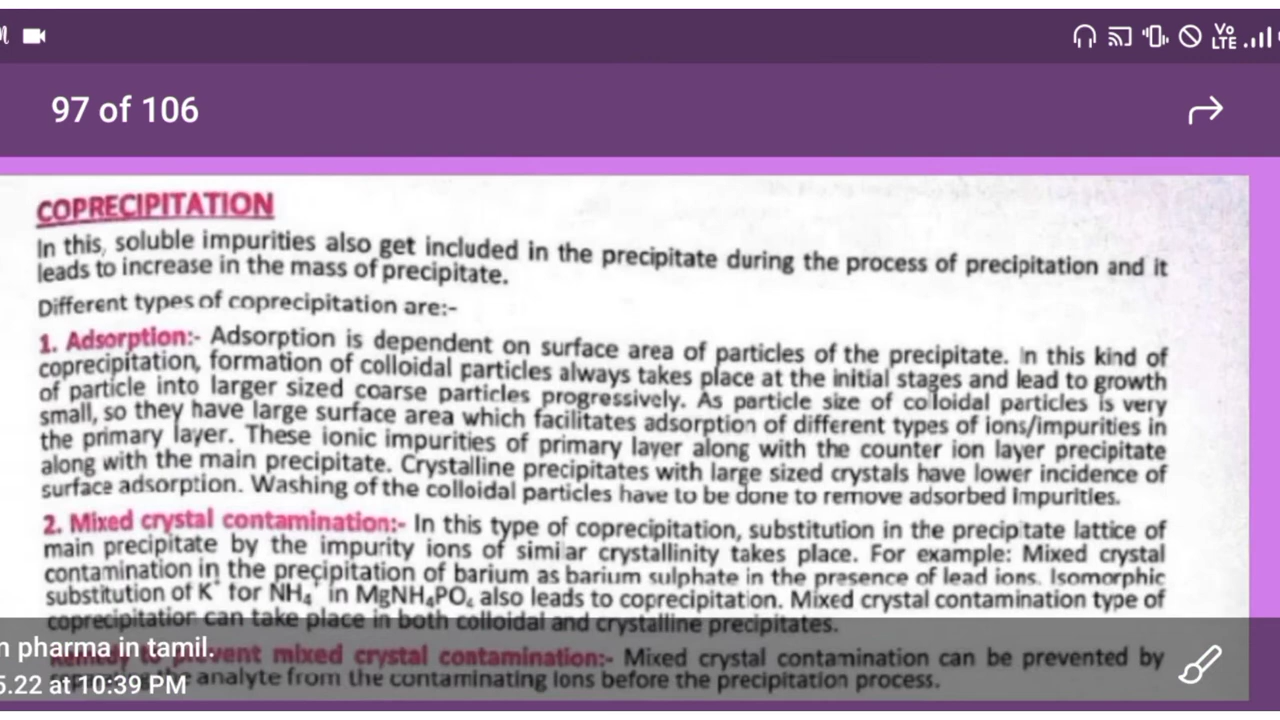 Vo
LTE
97 of 106
COPRECIPITATION
In this, soluble impurities also get included in the precipitate during the process of precipitation and it
leads to increase in the mass of precipitate.
Different types of coprecipitation are:-
1. Adsorption:- Adsorption is dependent on surface area of particles of the precipitate. In this kind of
coprecipitation, formation of colloidal particles always takes place at the initial stages and lead to growth
of particle into larger sized coarse particles progressively. As particle size of colloidal particles is very
small, so they have large surface area which facilitates adsorption of different types of ions/impurities in
the primary layer. These ionic impurities of primary layer along with the counter ion layer precipitate
along with the main precipitate. Crystalline precipitates with large sized crystals have lower incidence of
surface adsorption. Washing of the colloidal particles have to be done to remove adsorbed impurities.
2. Mixed crystal contamination:- In this type of coprecipitation, substitution in the precipitate lattice of
main precipitate by the impurity ions of similar crystallinity takes place. For example: Mixed crystal
contamination in the precipitation of barium as barium sulphate in the presence of lead ions. Isomorphic
substitution of K⁺ for NH₄⁺ in MgNH₄PO₄ also leads to coprecipitation. Mixed crystal contamination type of
coprecipitation can take place in both colloidal and crystalline precipitates.
n pharma in tamil.
prevent mixed crystal contamination:- Mixed crystal contamination can be prevented by
5.22 at 10:39 PM
analyte from the contaminating ions before the precipitation process.